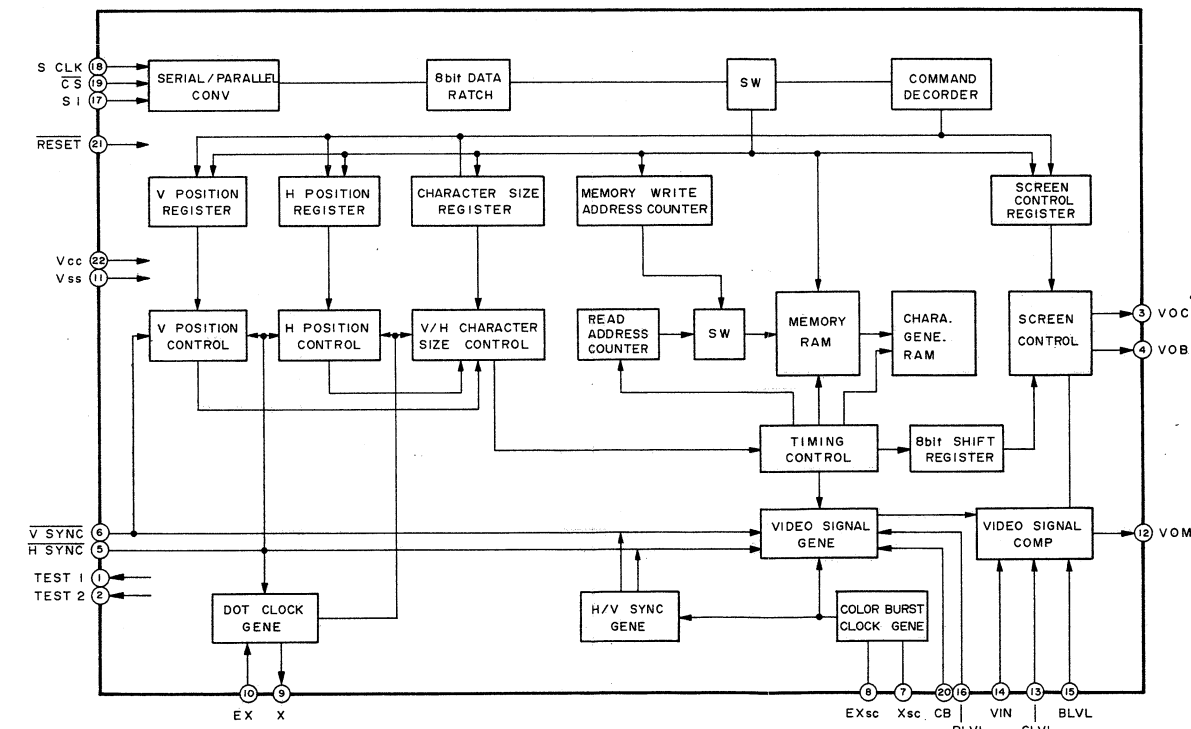 S CLK 18
CS 19
S I 17
SERIAL/PARALLEL
CONV
8bit DATA
RATCH
SW
COMMAND
DECORDER
RESET 21
V POSITION
REGISTER
H POSITION
REGISTER
CHARACTER SIZE
REGISTER
MEMORY WRITE
ADDRESS COUNTER
SCREEN
CONTROL
REGISTER
Vcc 22
Vss 11
V POSITION
CONTROL
H POSITION
CONTROL
V/H CHARACTER
SIZE CONTROL
READ
ADDRESS
COUNTER
SW
MEMORY
RAM
CHARA.
GENE.
RAM
SCREEN
CONTROL
3 VOC
4 VOB
TIMING
CONTROL
8bit SHIFT
REGISTER
V SYNC 6
H SYNC 5
TEST 1 1
TEST 2 2
VIDEO SIGNAL
GENE
VIDEO SIGNAL
COMP
12 VOM
DOT CLOCK
GENE
H/V SYNC
GENE
COLOR BURST
CLOCK GENE
10 9 8 7 20 16 14 13 15
EX X EXsc Xsc CB VIN BLVL